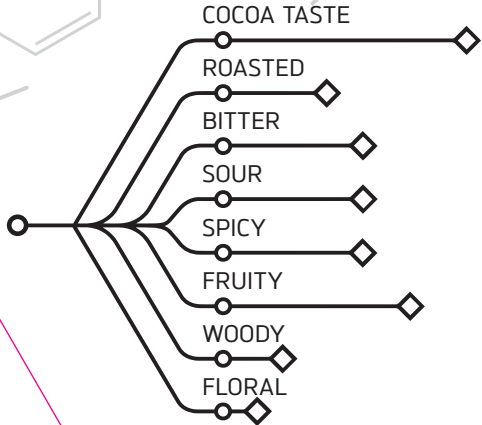 COCOA TASTE
ROASTED
BITTER
SOUR
SPICY
FRUITY
WOODY
FLORAL